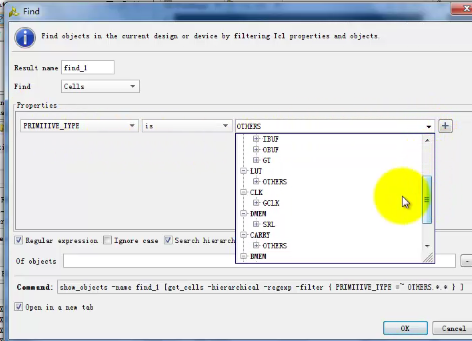 Find
Find objects in the current design or device by filtering Tcl properties and objects.
Result name find_1
Find Cells
Properties
PRIMITIVE_TYPE is OTHERS
IBUF
OBUF
GT
LUT
OTHERS
CLK
GCLK
DMEM
SRL
CARRY
OTHERS
BMEM
Regular expression Ignore case Search hierarch
Of objects
Command: show_objects -name find_1 [get_cells -hierarchical -regexp -filter { PRIMITIVE_TYPE =~ OTHERS.*.* } ]
Open in a new tab
OK Cancel